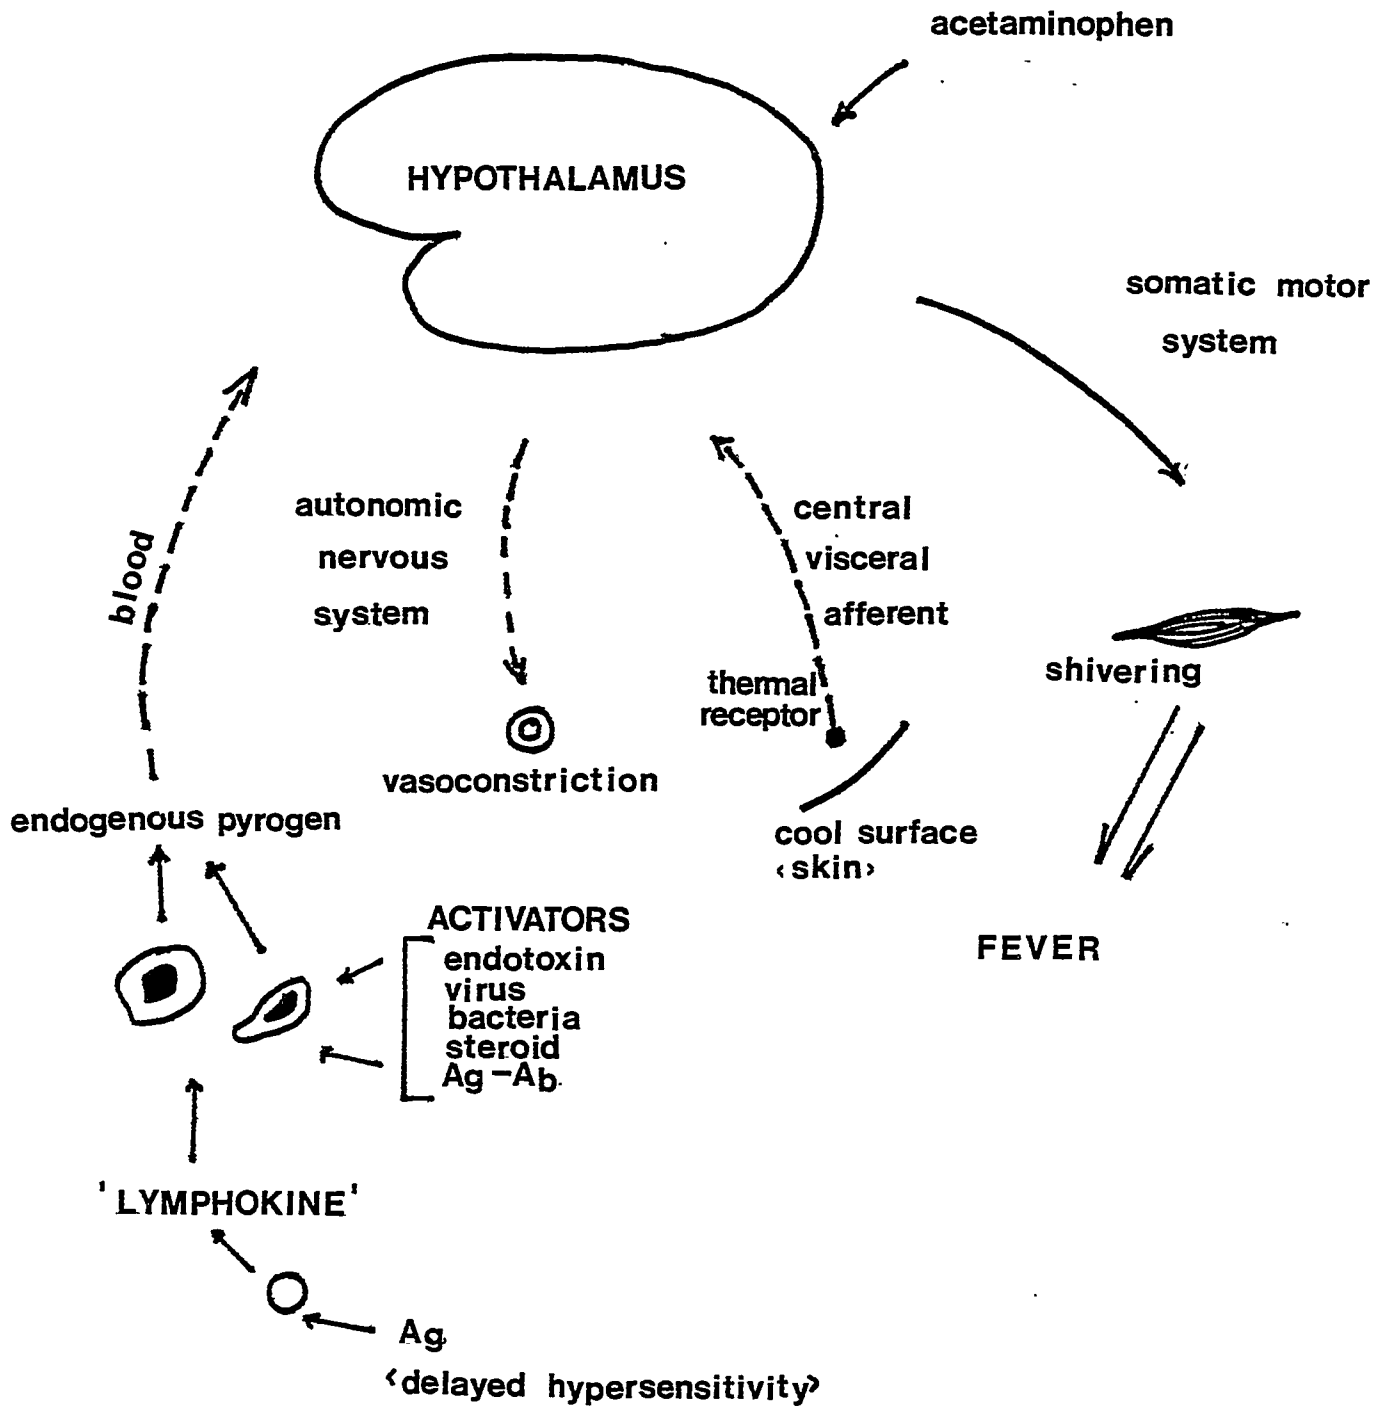 acetaminophen
HYPOTHALAMUS
somatic motor
system
blood
autonomic
nervous
system
central
visceral
afferent
thermal
receptor
shivering
vasoconstriction
endogenous pyrogen
cool surface
‹skin›
ACTIVATORS
endotoxin
virus
bacteria
steroid
Ag-Ab
FEVER
'LYMPHOKINE'
Ag
‹delayed hypersensitivity›